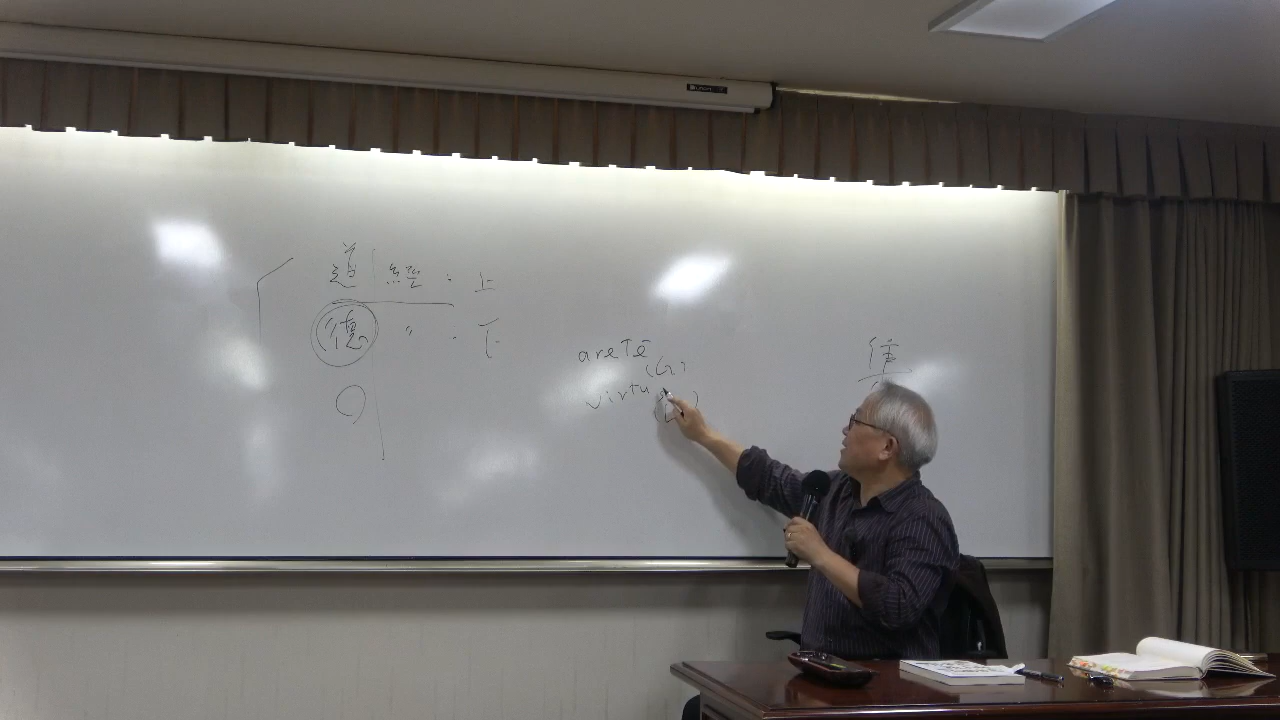 道 經 : 上
德 〃 . 下
aretē
(G)
virtu
(L)